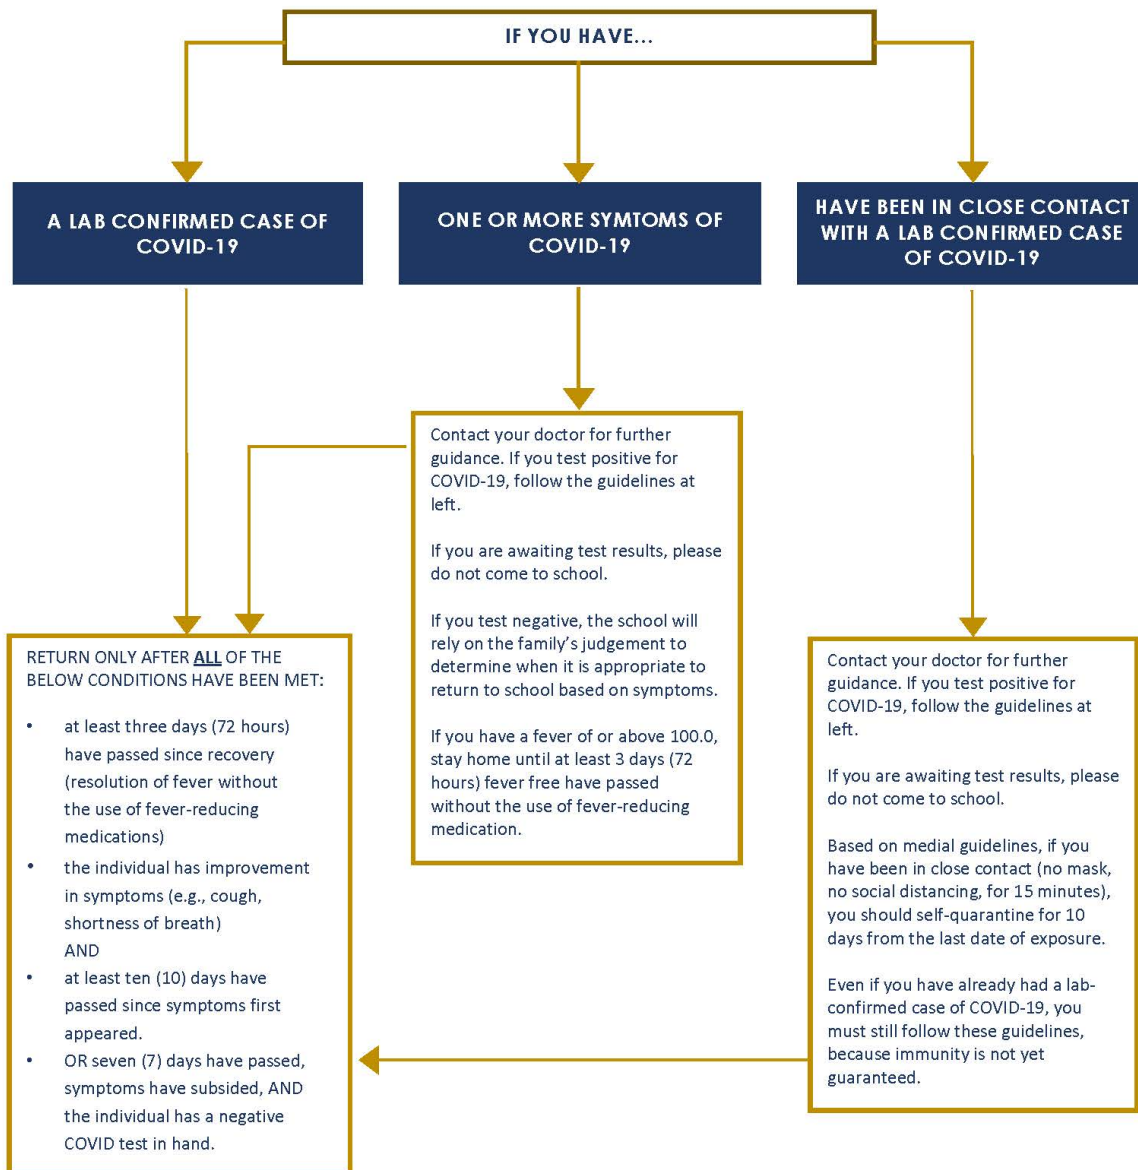 IF YOU HAVE...
A LAB CONFIRMED CASE OF
COVID-19
ONE OR MORE SYMTOMS OF
COVID-19
HAVE BEEN IN CLOSE CONTACT
WITH A LAB CONFIRMED CASE
OF COVID-19
Contact your doctor for further
guidance. If you test positive for
COVID-19, follow the guidelines at
left.
If you are awaiting test results, please
do not come to school.
If you test negative, the school will
rely on the family's judgement to
determine when it is appropriate to
return to school based on symptoms.
If you have a fever of or above 100.0,
stay home until at least 3 days (72
hours) fever free have passed
without the use of fever-reducing
medication.
RETURN ONLY AFTER ALL OF THE
BELOW CONDITIONS HAVE BEEN MET:
• at least three days (72 hours)
have passed since recovery
(resolution of fever without
the use of fever-reducing
medications)
• the individual has improvement
in symptoms (e.g., cough,
shortness of breath)
AND
• at least ten (10) days have
passed since symptoms first
appeared.
• OR seven (7) days have passed,
symptoms have subsided, AND
the individual has a negative
COVID test in hand.
Contact your doctor for further
guidance. If you test positive for
COVID-19, follow the guidelines at
left.
If you are awaiting test results, please
do not come to school.
Based on medial guidelines, if you
have been in close contact (no mask,
no social distancing, for 15 minutes),
you should self-quarantine for 10
days from the last date of exposure.
Even if you have already had a lab-
confirmed case of COVID-19, you
must still follow these guidelines,
because immunity is not yet
guaranteed.